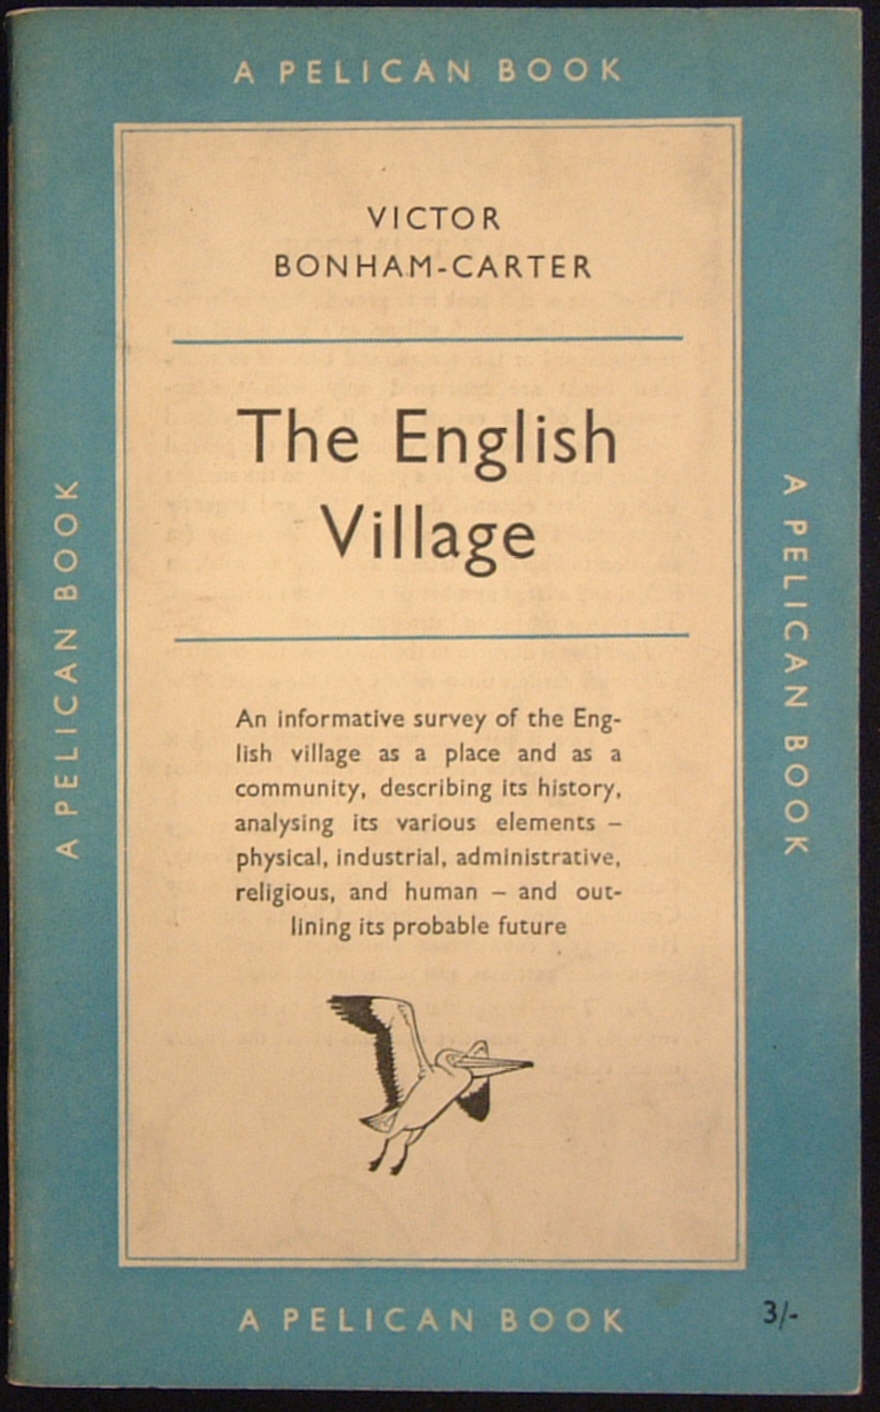 A PELICAN BOOK
VICTOR
BONHAM-CARTER
The English
Village
An informative survey of the Eng-
lish village as a place and as a
community, describing its history,
analysing its various elements –
physical, industrial, administrative,
religious, and human – and out-
lining its probable future
A PELICAN BOOK
A PELICAN BOOK
A PELICAN BOOK
3/-